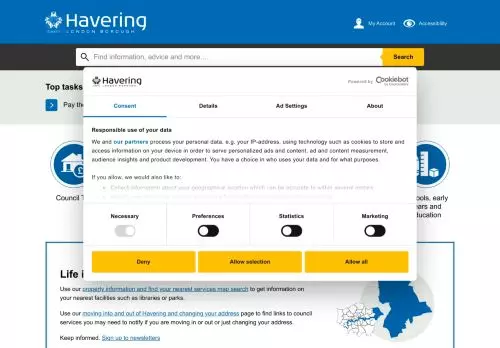 Havering
LONDON BOROUGH
My Account
Accessibility
Find information, advice and more....
Search
Top tasks
Pay the
Havering
LONDON BOROUGH
Powered by Cookiebot
Consent
Details
Ad Settings
About
Responsible use of your data
We and our partners process your personal data, e.g. your IP-address, using technology such as cookies to store and
access information on your device in order to serve personalized ads and content, ad and content measurement,
audience insights and product development. You have a choice in who uses your data and for what purposes.
If you allow, we would also like to:
Collect information about your geographical location which can be accurate to within several meters
Necessary
Preferences
Statistics
Marketing
Deny
Allow selection
Allow all
Council T
ols, early
ers and
ducation
Life i
Use our property information and find your nearest services map search to get information on
your nearest facilities such as libraries or parks.
Use our moving into and out of Havering and changing your address page to find links to council
services you may need to notify if you are moving in or out or just changing your address.
Keep informed. Sign up to newsletters